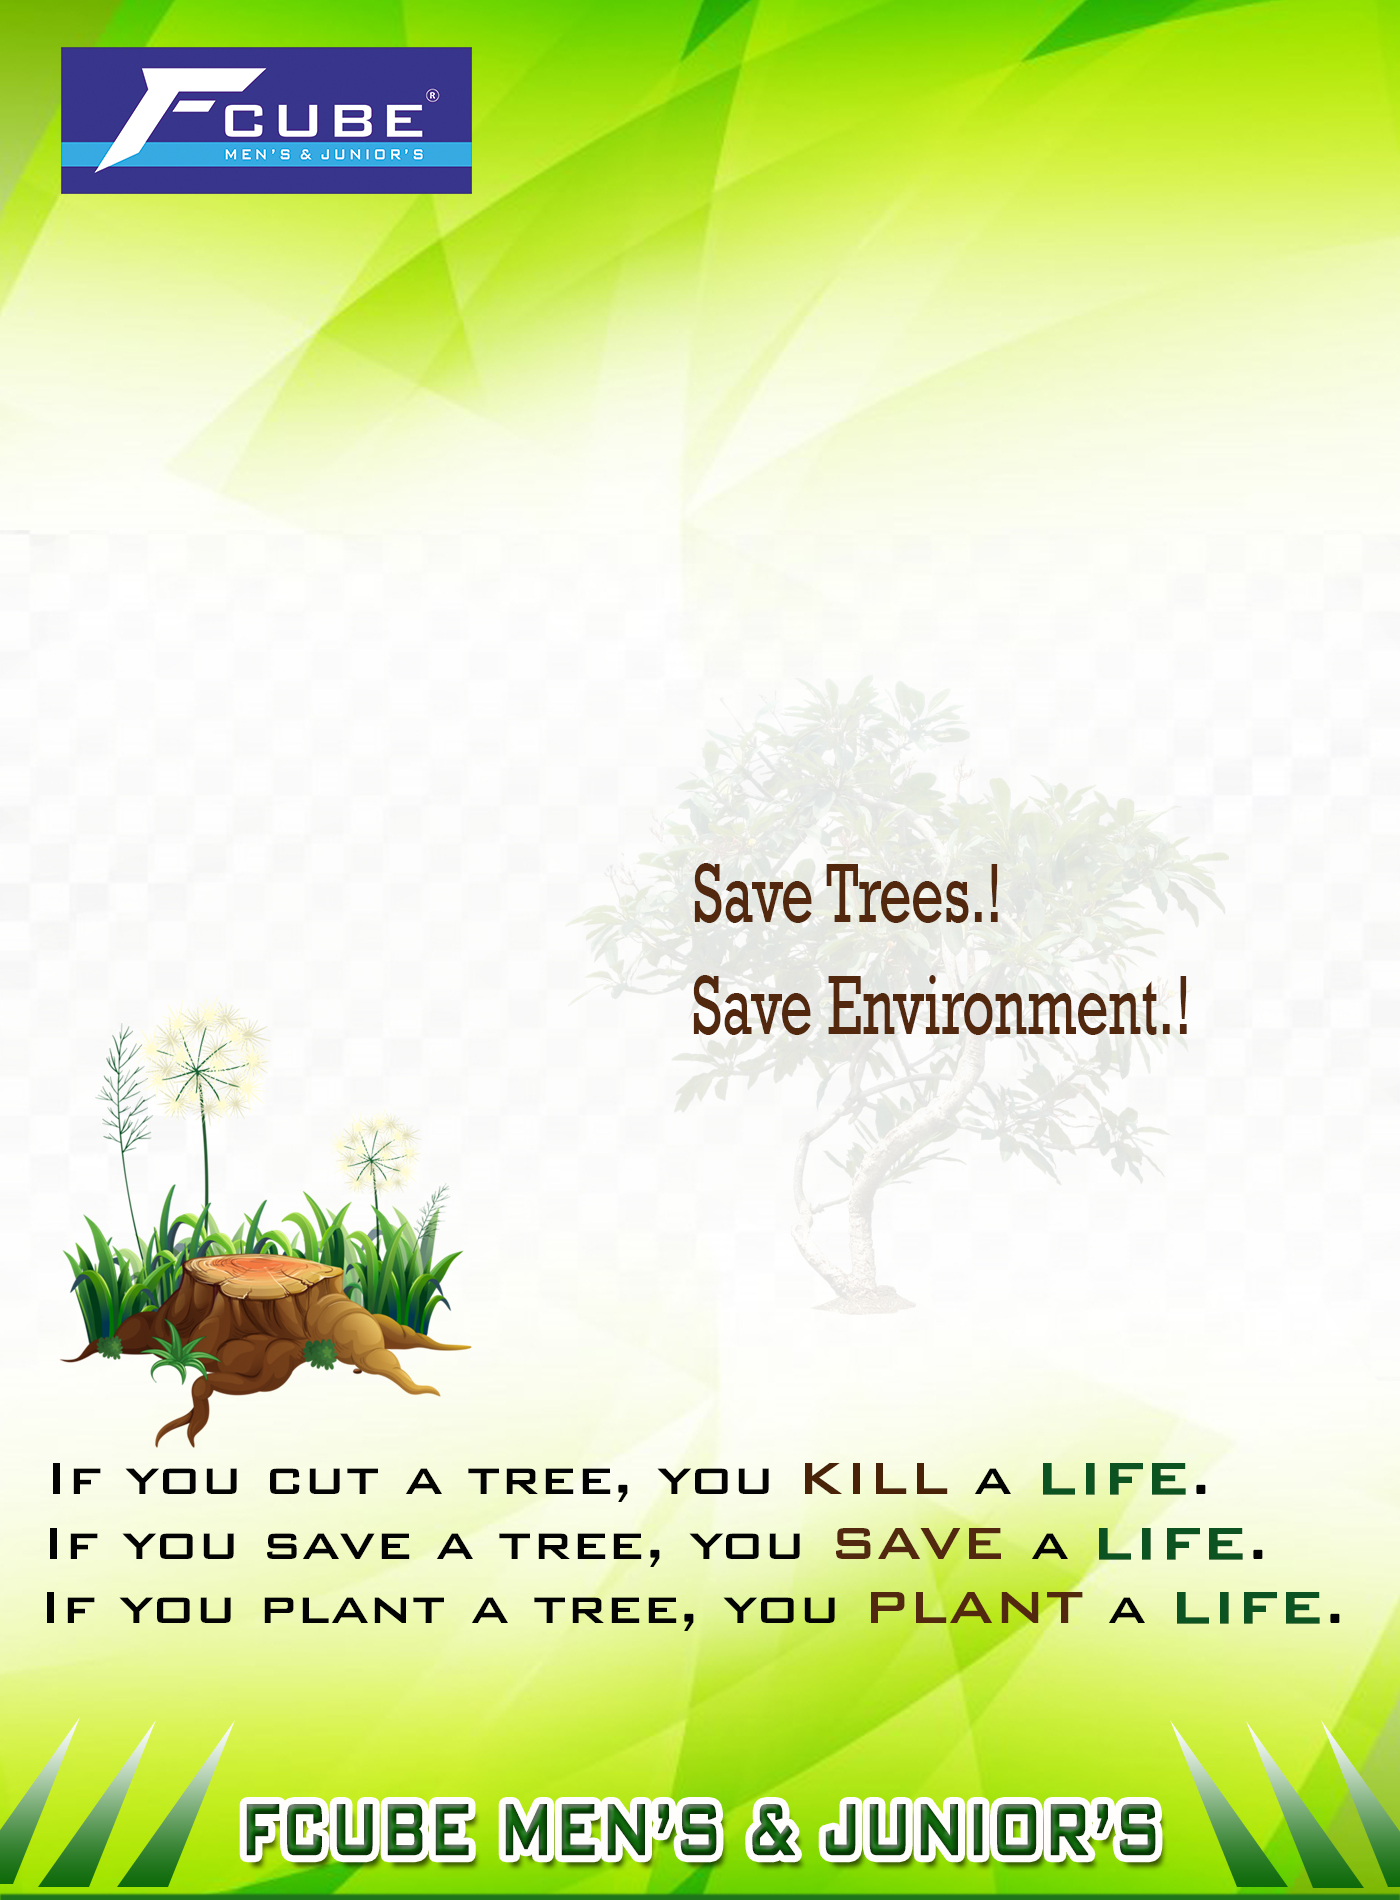 FCUBE ®
MEN'S & JUNIOR'S
Save Trees.!
Save Environment.!
If you cut a tree, you KILL a LIFE.
If you save a tree, you SAVE a LIFE.
If you plant a tree, you PLANT a LIFE.
FCUBE MEN'S & JUNIOR'S